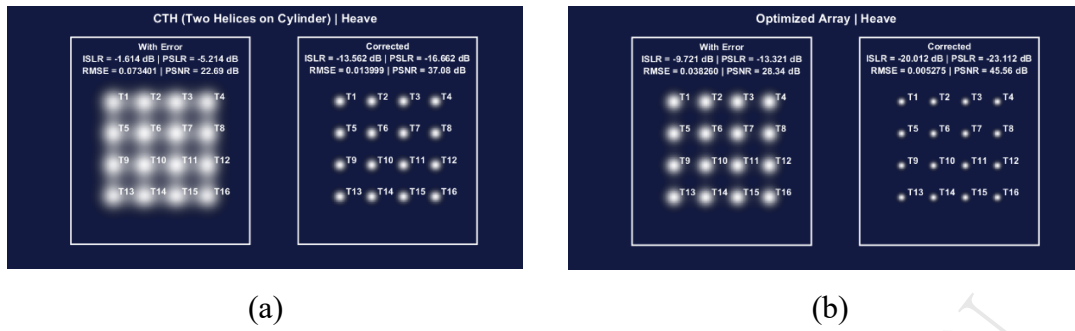 CTH (Two Helices on Cylinder) | Heave
With Error
ISLR = -1.614 dB | PSLR = -5.214 dB
RMSE = 0.073401 | PSNR = 22.69 dB
T1 T2 T3 T4
T5 T6 T7 T8
T9 T10 T11 T12
T13 T14 T15 T16
Corrected
ISLR = -13.562 dB | PSLR = -16.662 dB
RMSE = 0.013999 | PSNR = 37.08 dB
T1 T2 T3 T4
T5 T6 T7 T8
T9 T10 T11 T12
T13 T14 T15 T16
(a)
Optimized Array | Heave
With Error
ISLR = -9.721 dB | PSLR = -13.321 dB
RMSE = 0.038260 | PSNR = 28.34 dB
T1 T2 T3 T4
T5 T6 T7 T8
T9 T10 T11 T12
T13 T14 T15 T16
Corrected
ISLR = -20.012 dB | PSLR = -23.112 dB
RMSE = 0.005275 | PSNR = 45.56 dB
T1 T2 T3 T4
T5 T6 T7 T8
T9 T10 T11 T12
T13 T14 T15 T16
(b)